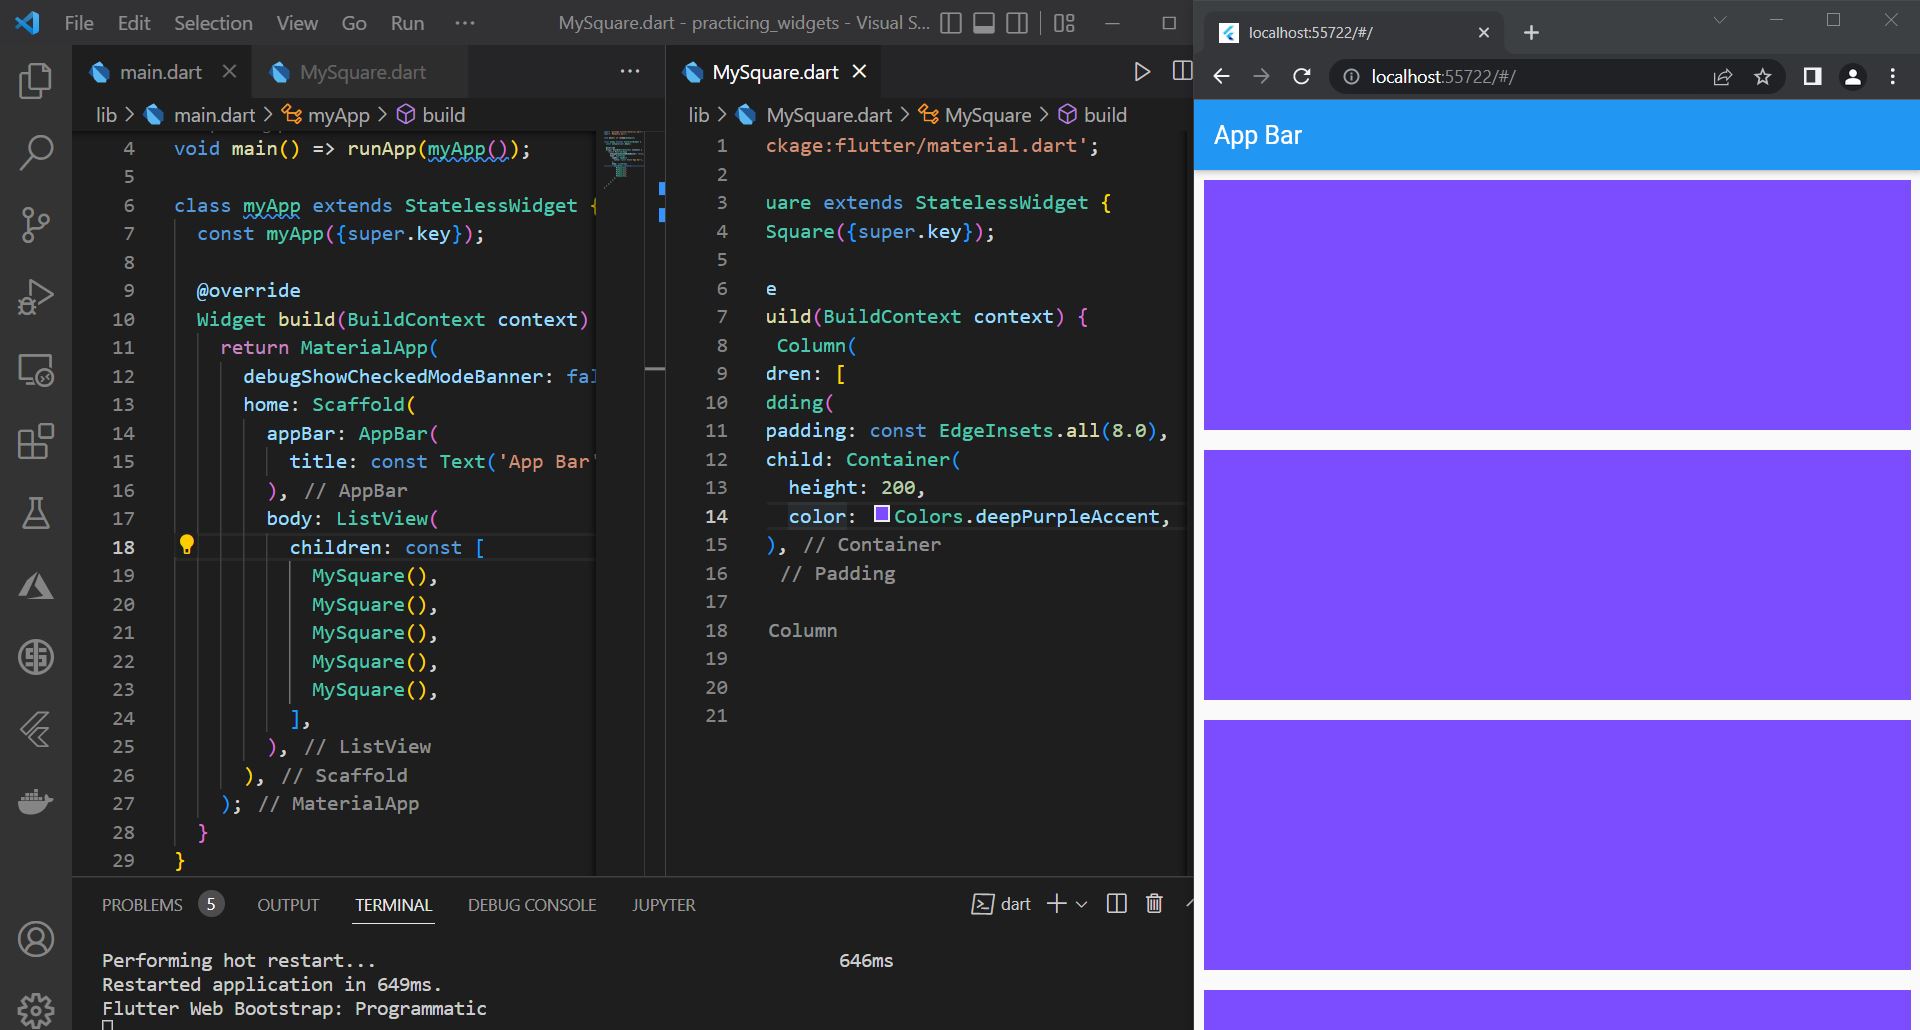 File Edit Selection View Go Run ··· MySquare.dart - practicing_widgets - Visual S...
main.dart MySquare.dart ···
lib > main.dart > myApp > build
4 void main() => runApp(myApp());
5
6 class myApp extends StatelessWidget {
7 const myApp({super.key});
8
9 @override
10 Widget build(BuildContext context)
11 return MaterialApp(
12 debugShowCheckedModeBanner: fal
13 home: Scaffold(
14 appBar: AppBar(
15 title: const Text('App Bar'
16 ), // AppBar
17 body: ListView(
18 children: const [
19 MySquare(),
20 MySquare(),
21 MySquare(),
22 MySquare(),
23 MySquare(),
24 ],
25 ), // ListView
26 ), // Scaffold
27 ); // MaterialApp
28 }
29 }
MySquare.dart
lib > MySquare.dart > MySquare > build
1 ckage:flutter/material.dart';
2
3 uare extends StatelessWidget {
4 Square({super.key});
5
6 e
7 uild(BuildContext context) {
8 Column(
9 dren: [
10 dding(
11 padding: const EdgeInsets.all(8.0),
12 child: Container(
13 height: 200,
14 color: Colors.deepPurpleAccent,
15 ), // Container
16 // Padding
17
18 Column
19
20
21
PROBLEMS 5 OUTPUT TERMINAL DEBUG CONSOLE JUPYTER dart
Performing hot restart... 646ms
Restarted application in 649ms.
Flutter Web Bootstrap: Programmatic
localhost:55722/#/
localhost:55722/#/
App Bar